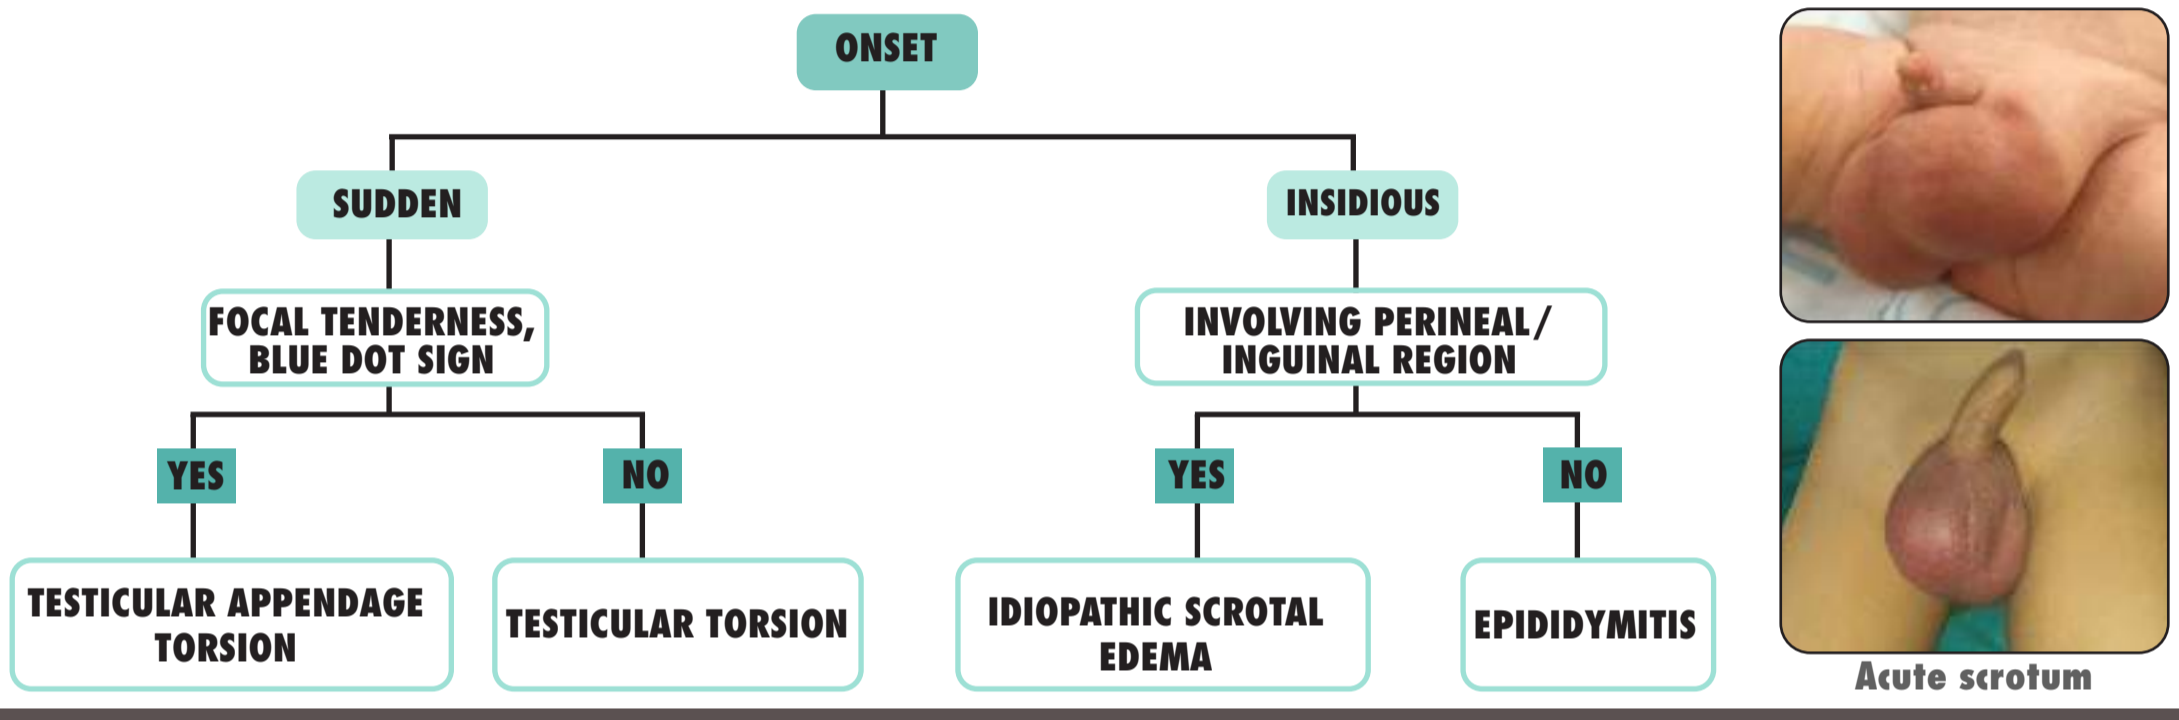 ONSET
SUDDEN
INSIDIOUS
FOCAL TENDERNESS,
BLUE DOT SIGN
INVOLVING PERINEAL/
INGUINAL REGION
YES
NO
YES
NO
TESTICULAR APPENDAGE
TORSION
TESTICULAR TORSION
IDIOPATHIC SCROTAL
EDEMA
EPIDIDYMITIS
Acute scrotum